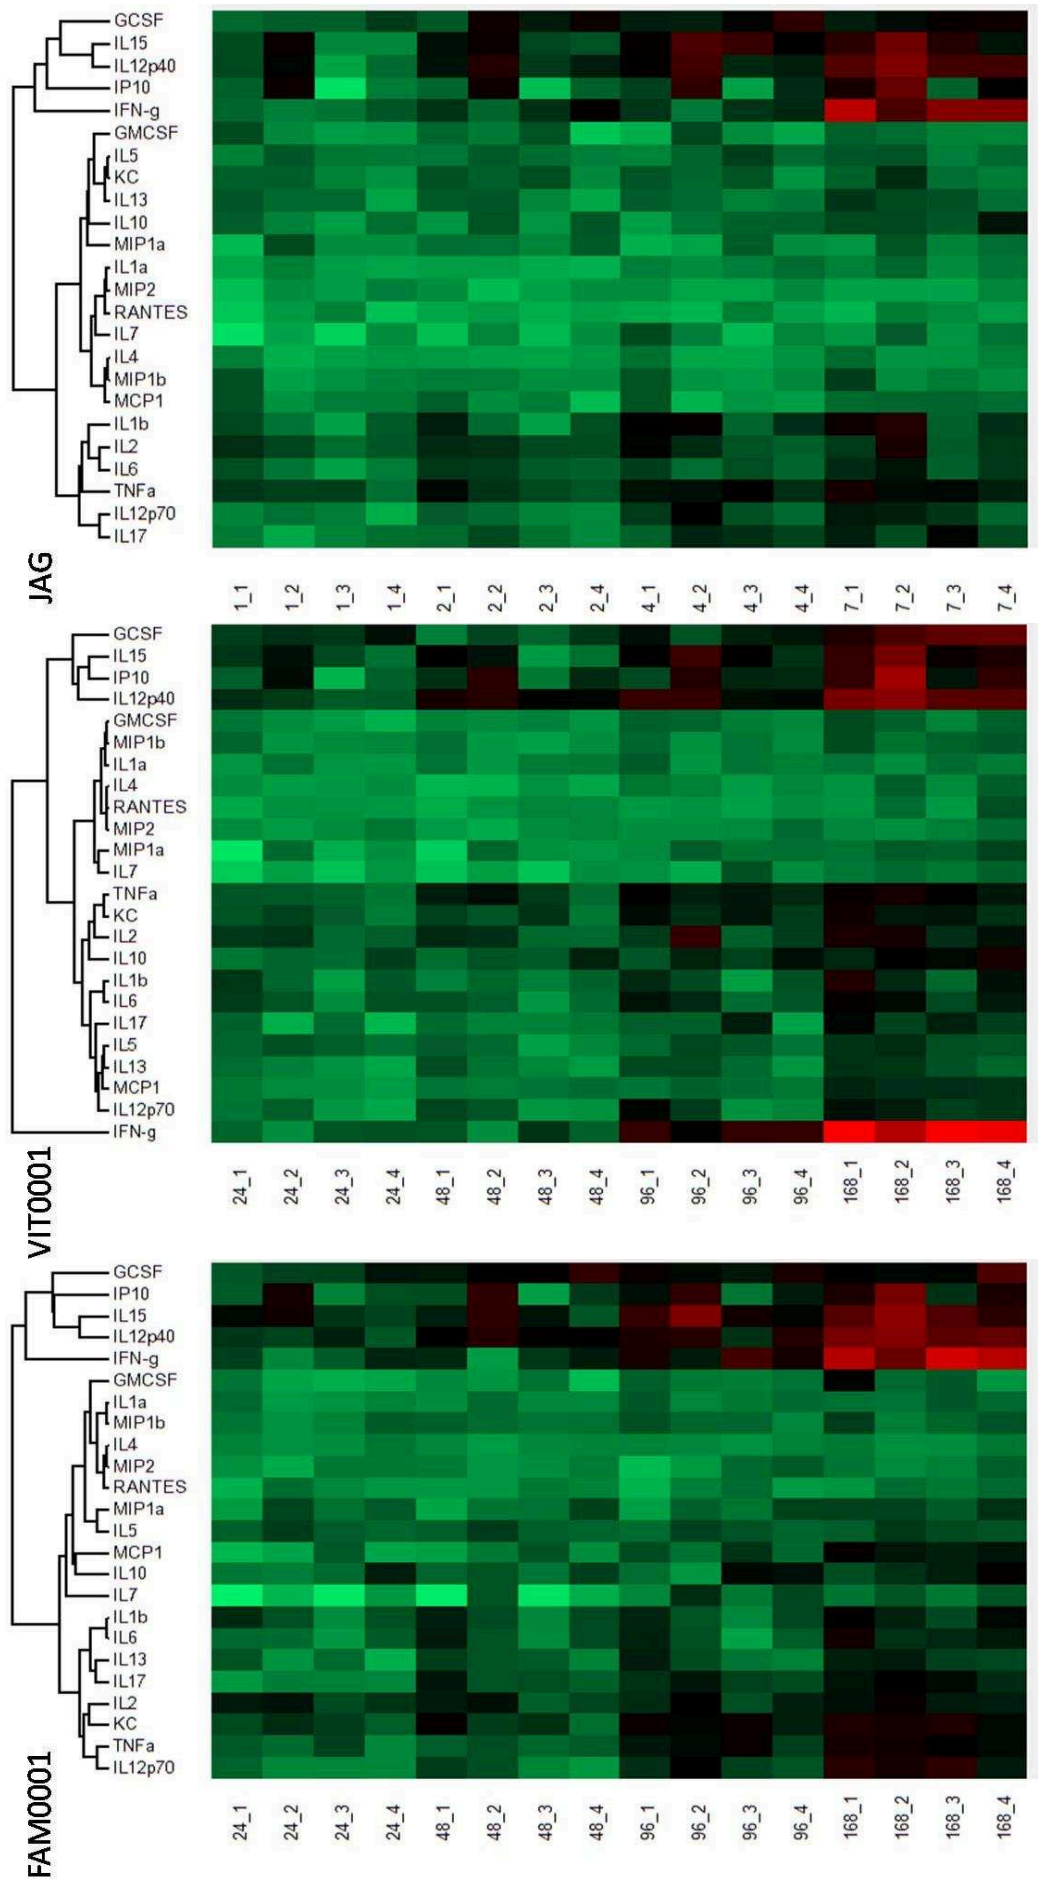 GCSF
IL15
IL12p40
IP10
IFN-g
GMCSF
IL5
KC
IL13
IL10
MIP1a
IL1a
MIP2
RANTES
IL7
IL4
MIP1b
MCP1
IL1b
IL2
IL6
TNFa
IL12p70
IL17
JAG
1_1 1_2 1_3 1_4 2_1 2_2 2_3 2_4 4_1 4_2 4_3 4_4 7_1 7_2 7_3 7_4
GCSF
IL15
IP10
IL12p40
GMCSF
MIP1b
IL1a
IL4
RANTES
MIP2
MIP1a
IL7
TNFa
KC
IL2
IL10
IL1b
IL6
IL17
IL5
IL13
MCP1
IL12p70
IFN-g
VIT0001
24_1 24_2 24_3 24_4 48_1 48_2 48_3 48_4 96_1 96_2 96_3 96_4 168_1 168_2 168_3 168_4
GCSF
IP10
IL15
IL12p40
IFN-g
GMCSF
IL1a
MIP1b
IL4
MIP2
RANTES
MIP1a
IL5
MCP1
IL10
IL7
IL1b
IL6
IL13
IL17
IL2
KC
TNFa
IL12p70
FAM0001
24_1 24_2 24_3 24_4 48_1 48_2 48_3 48_4 96_1 96_2 96_3 96_4 168_1 168_2 168_3 168_4